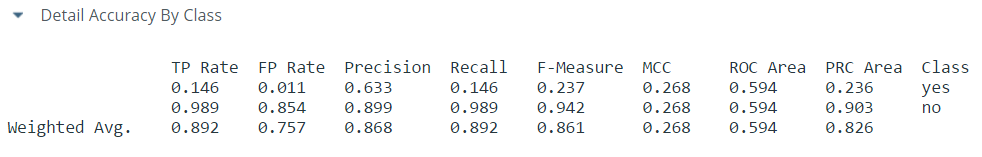 Detail Accuracy By Class
TP Rate FP Rate Precision Recall F-Measure MCC ROC Area PRC Area Class
0.146 0.011 0.633 0.146 0.237 0.268 0.594 0.236 yes
0.989 0.854 0.899 0.989 0.942 0.268 0.594 0.903 no
Weighted Avg. 0.892 0.757 0.868 0.892 0.861 0.268 0.594 0.826